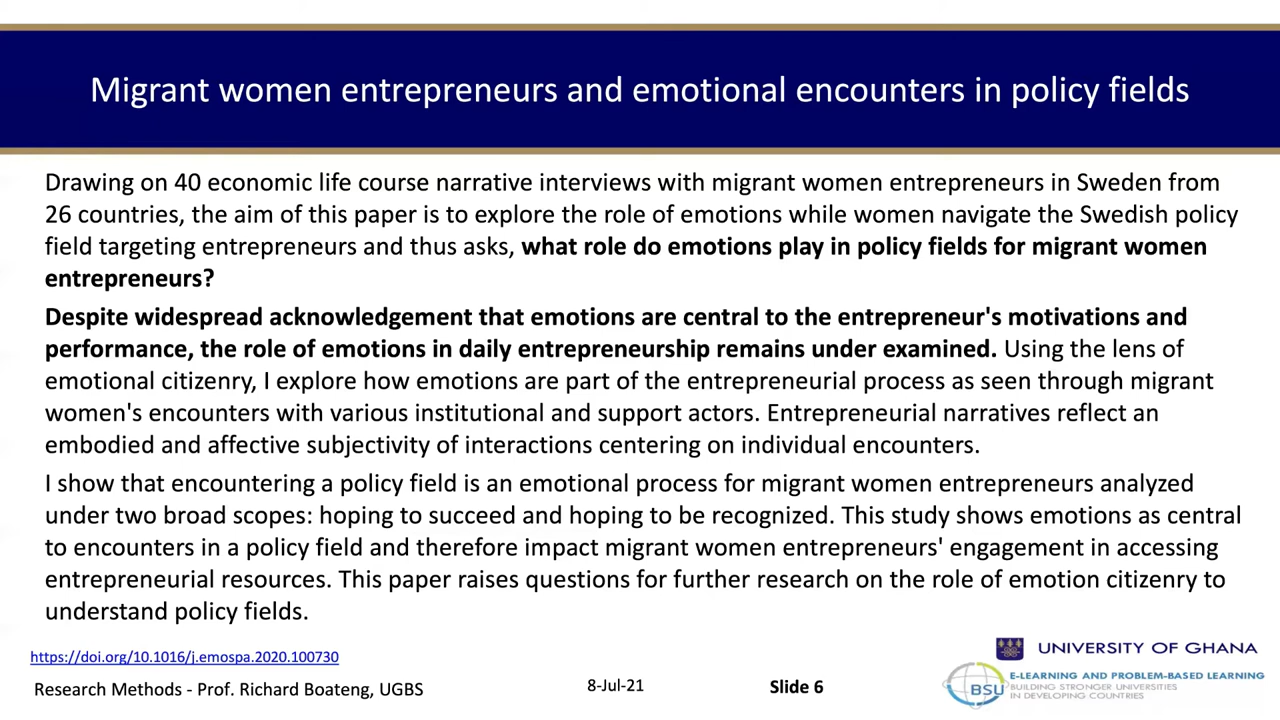 Migrant women entrepreneurs and emotional encounters in policy fields
Drawing on 40 economic life course narrative interviews with migrant women entrepreneurs in Sweden from
26 countries, the aim of this paper is to explore the role of emotions while women navigate the Swedish policy
field targeting entrepreneurs and thus asks, what role do emotions play in policy fields for migrant women
entrepreneurs?
Despite widespread acknowledgement that emotions are central to the entrepreneur's motivations and
performance, the role of emotions in daily entrepreneurship remains under examined. Using the lens of
emotional citizenry, I explore how emotions are part of the entrepreneurial process as seen through migrant
women's encounters with various institutional and support actors. Entrepreneurial narratives reflect an
embodied and affective subjectivity of interactions centering on individual encounters.
I show that encountering a policy field is an emotional process for migrant women entrepreneurs analyzed
under two broad scopes: hoping to succeed and hoping to be recognized. This study shows emotions as central
to encounters in a policy field and therefore impact migrant women entrepreneurs' engagement in accessing
entrepreneurial resources. This paper raises questions for further research on the role of emotion citizenry to
understand policy fields.
https://doi.org/10.1016/j.emospa.2020.100730
UNIVERSITY OF GHANA
Research Methods - Prof. Richard Boateng, UGBS
8-Jul-21
Slide 6
BSU
E-LEARNING AND PROBLEM-BASED LEARNING
BUILDING STRONGER UNIVERSITIES
IN DEVELOPING COUNTRIES